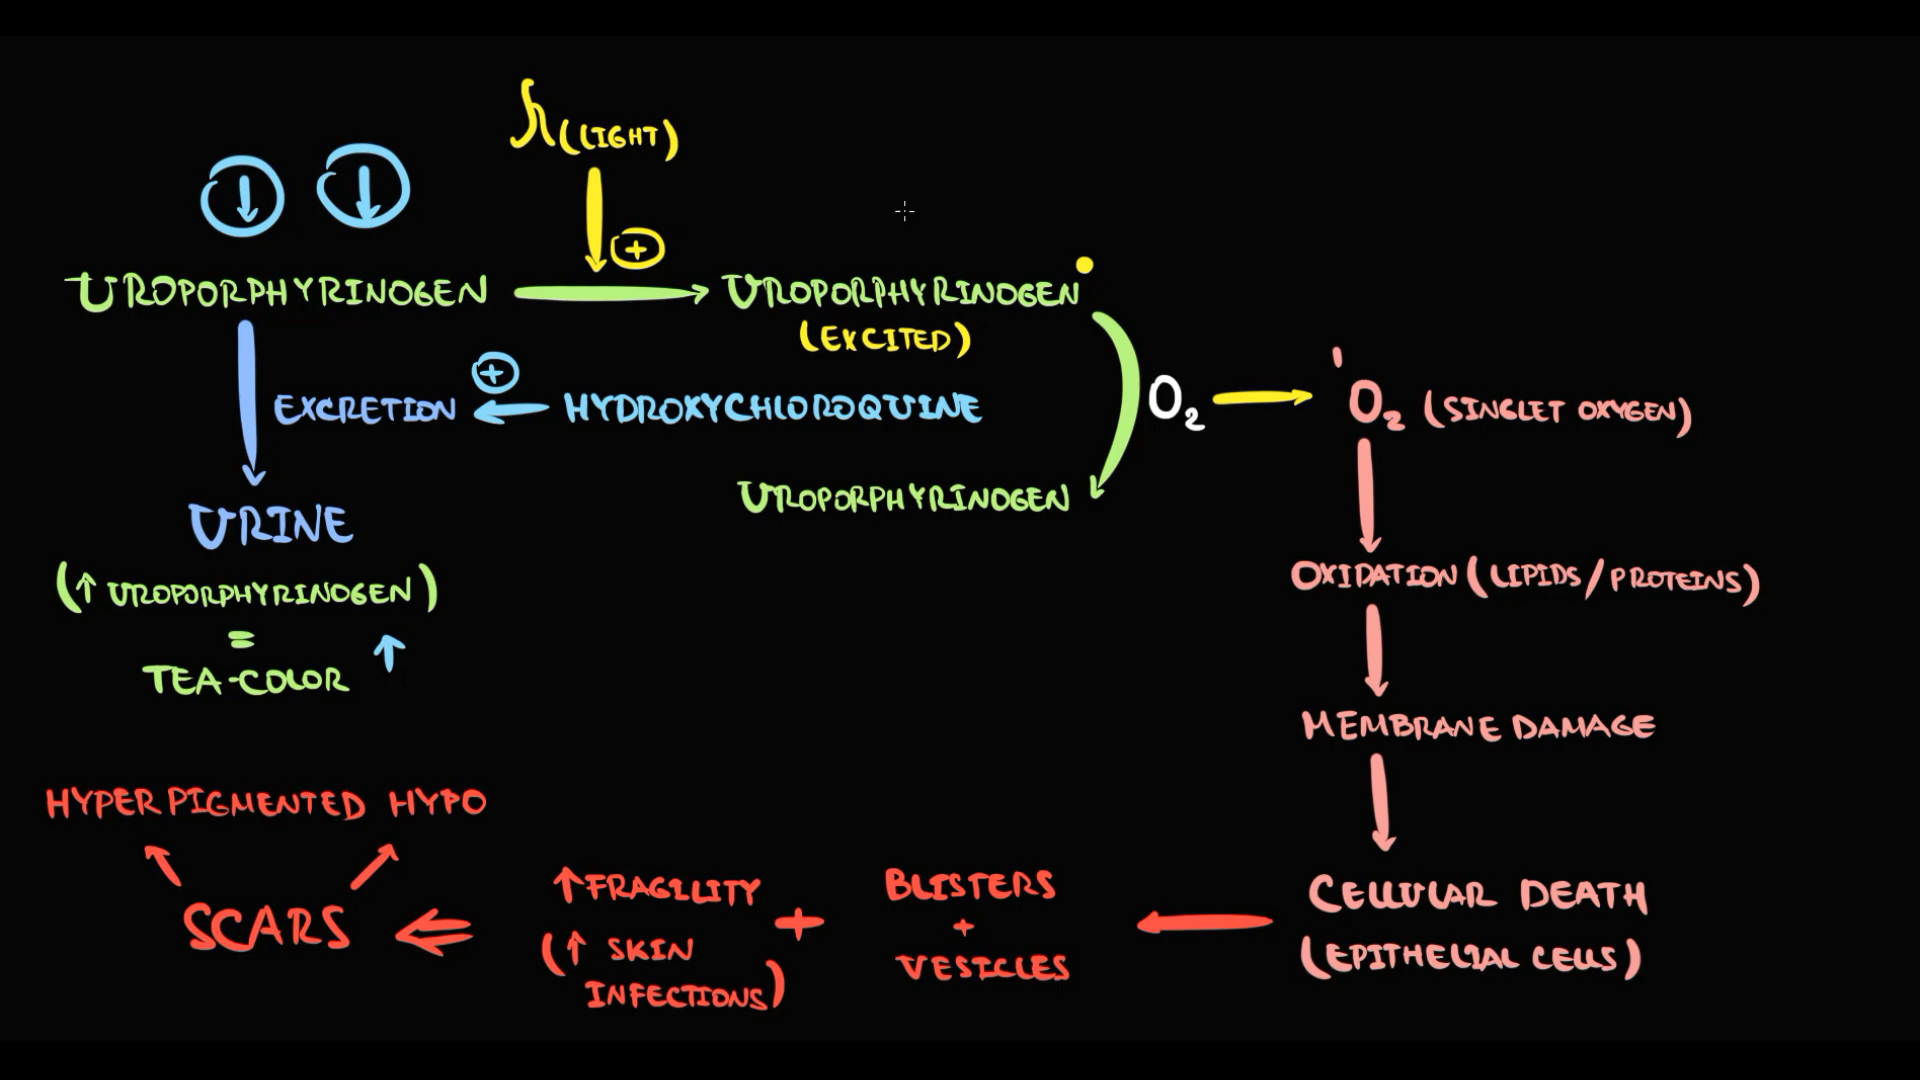 λ (LIGHT)
↓ ↓
+
UROPORPHYRINOGEN → UROPORPHYRINOGEN•
(EXCITED)
+
EXCRETION ← HYDROXYCHLOROQUINE
O₂ → ¹O₂ (SINGLET OXYGEN)
UROPORPHYRINOGEN
URINE
(↑ UROPORPHYRINOGEN)
=
TEA-COLOR ↑
OXIDATION (LIPIDS/PROTEINS)
MEMBRANE DAMAGE
CELLULAR DEATH
(EPITHELIAL CELLS)
BLISTERS
+
VESICLES
+
↑ FRAGILITY
(↑ SKIN
INFECTIONS)
SCARS
HYPERPIGMENTED HYPO